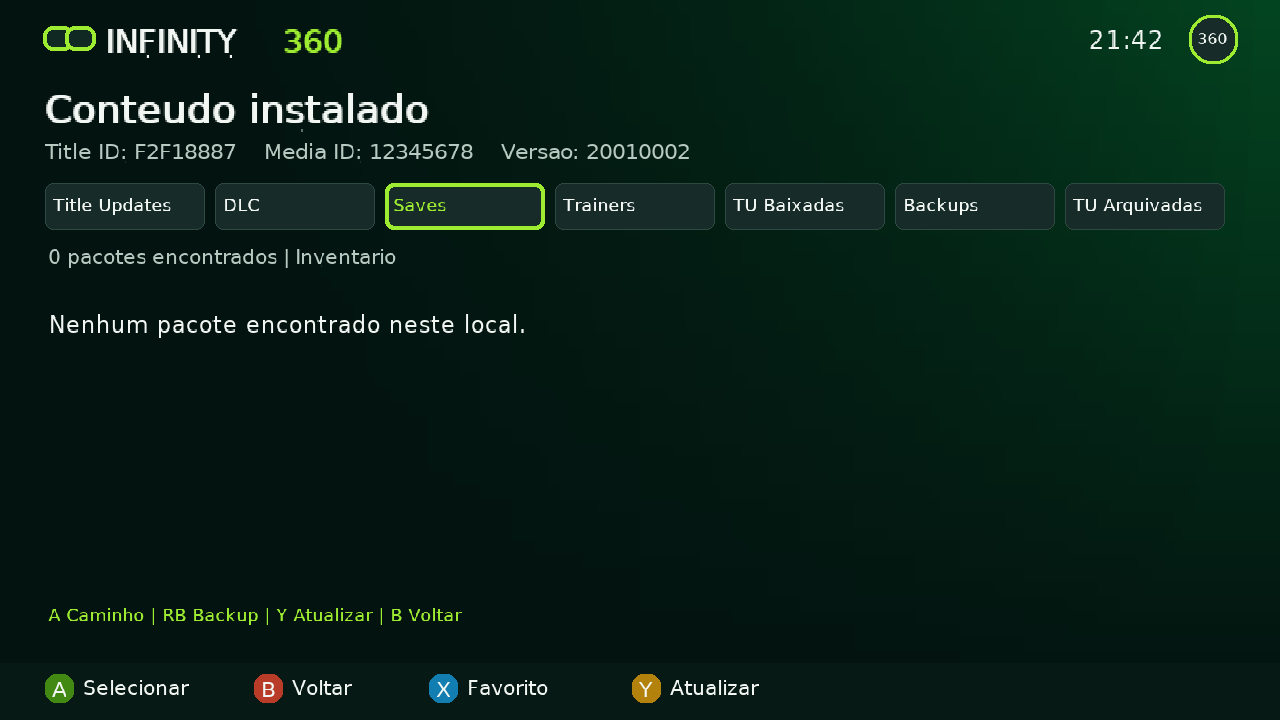 INFINITY 360 21:42 360
Conteudo instalado
Title ID: F2F18887 Media ID: 12345678 Versao: 20010002
Title Updates DLC Saves Trainers TU Baixadas Backups TU Arquivadas
0 pacotes encontrados | Inventario
Nenhum pacote encontrado neste local.
A Caminho | RB Backup | Y Atualizar | B Voltar
A Selecionar B Voltar X Favorito Y Atualizar